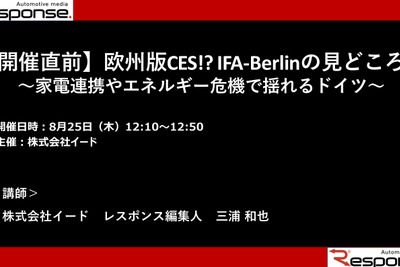 Automotive media
Response.
開催直前】欧州版CES!? IFA-Berlinの見どころ
～家電連携やエネルギー危機で揺れるドイツ～
開催日時：8月25日（木）12:10～12:50
主催：株式会社イード
講師＞
株式会社イード　レスポンス編集人　三浦 和也
Automo
Respons